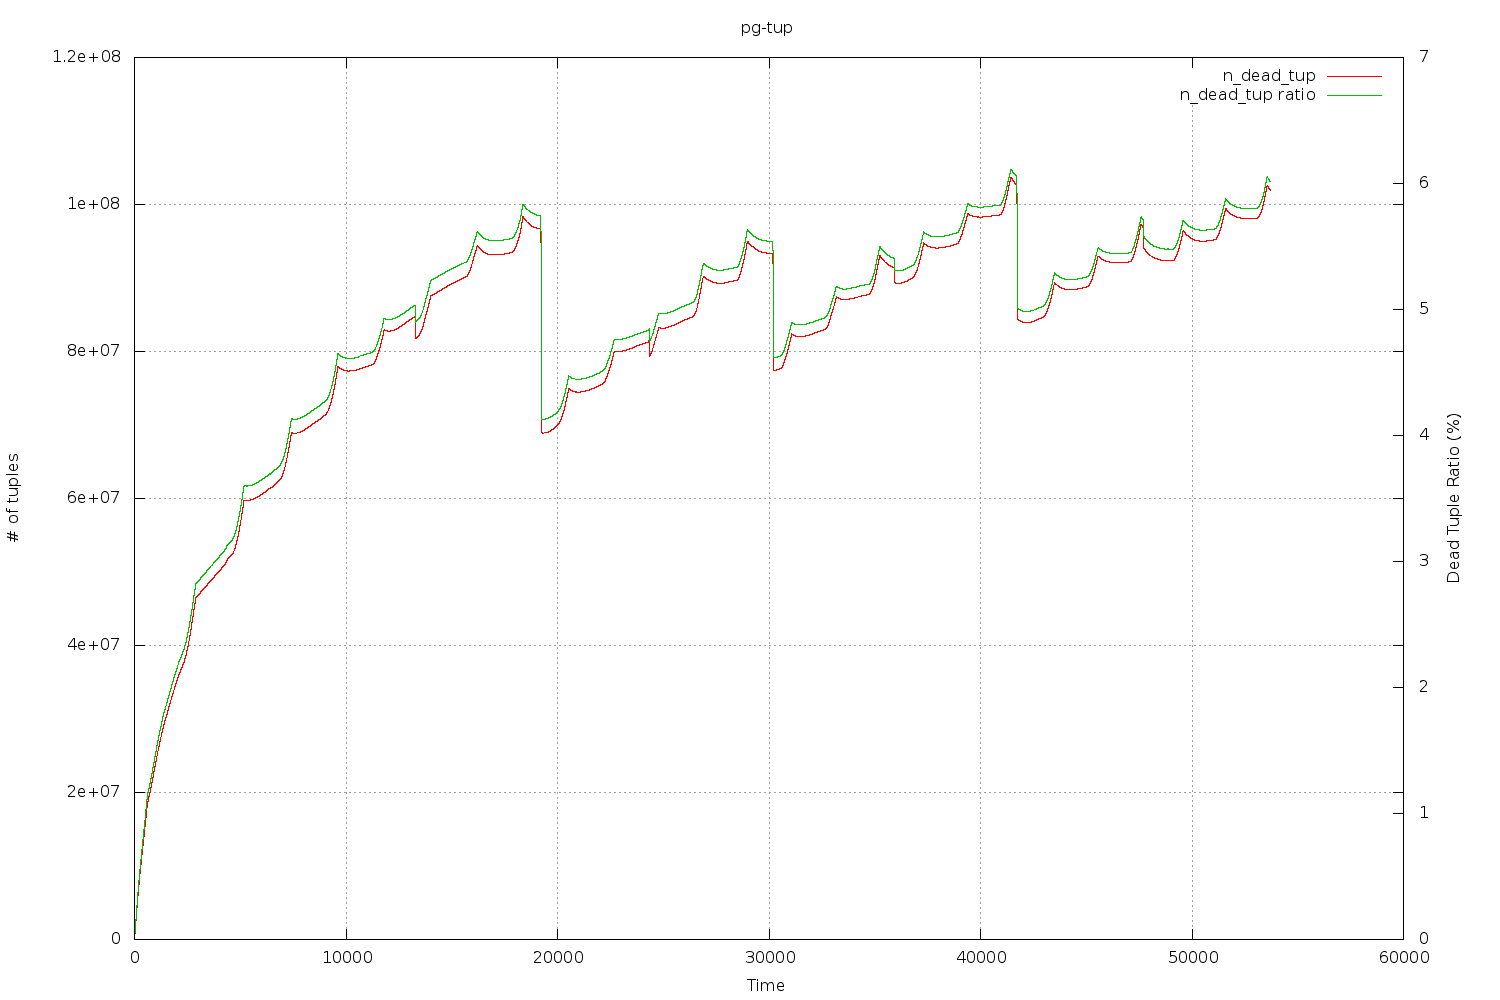 pg-tup
n_dead_tup
n_dead_tup ratio
1.2e+08
1e+08
8e+07
6e+07
4e+07
2e+07
0
# of tuples
7
6
5
4
3
2
1
0
Dead Tuple Ratio (%)
0 10000 20000 30000 40000 50000 60000
Time